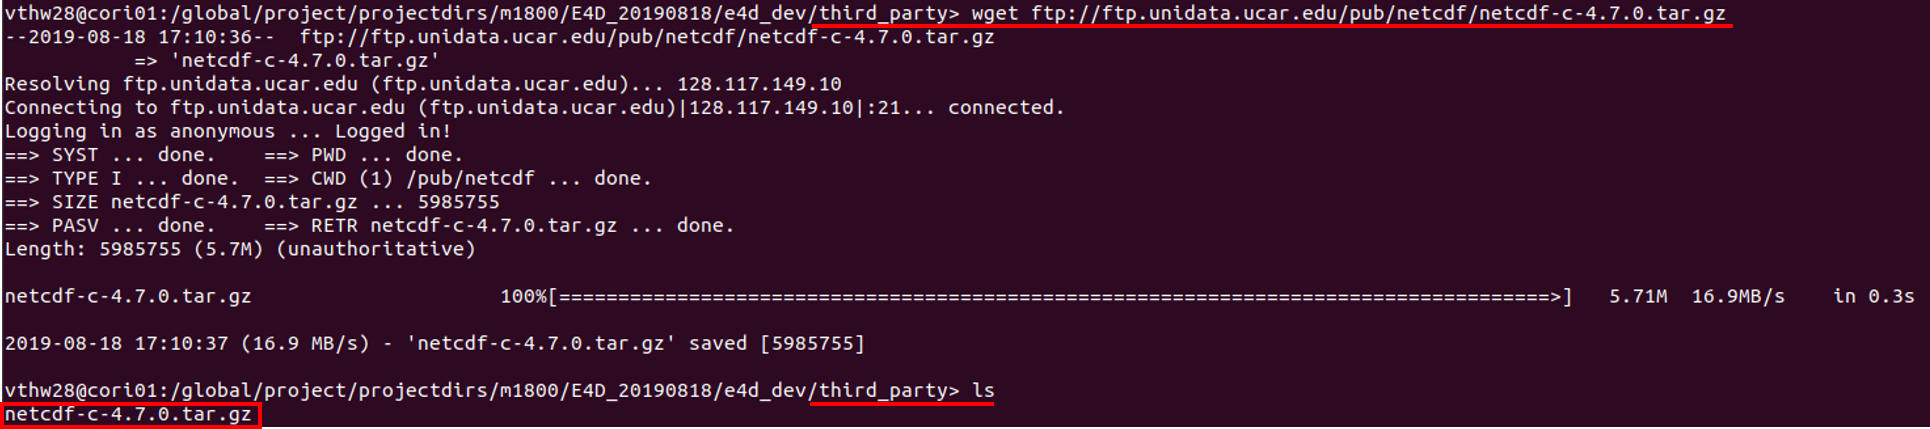 vthw28@cori01:/global/project/projectdirs/m1800/E4D_20190818/e4d_dev/third_party> wget ftp://ftp.unidata.ucar.edu/pub/netcdf/netcdf-c-4.7.0.tar.gz
--2019-08-18 17:10:36--  ftp://ftp.unidata.ucar.edu/pub/netcdf/netcdf-c-4.7.0.tar.gz
           => 'netcdf-c-4.7.0.tar.gz'
Resolving ftp.unidata.ucar.edu (ftp.unidata.ucar.edu)... 128.117.149.10
Connecting to ftp.unidata.ucar.edu (ftp.unidata.ucar.edu)|128.117.149.10|:21... connected.
Logging in as anonymous ... Logged in!
==> SYST ... done.    ==> PWD ... done.
==> TYPE I ... done.  ==> CWD (1) /pub/netcdf ... done.
==> SIZE netcdf-c-4.7.0.tar.gz ... 5985755
==> PASV ... done.    ==> RETR netcdf-c-4.7.0.tar.gz ... done.
Length: 5985755 (5.7M) (unauthoritative)
netcdf-c-4.7.0.tar.gz                     100%[====================================================================================>]   5.71M  16.9MB/s    in 0.3s
2019-08-18 17:10:37 (16.9 MB/s) - 'netcdf-c-4.7.0.tar.gz' saved [5985755]
vthw28@cori01:/global/project/projectdirs/m1800/E4D_20190818/e4d_dev/third_party> ls
netcdf-c-4.7.0.tar.gz